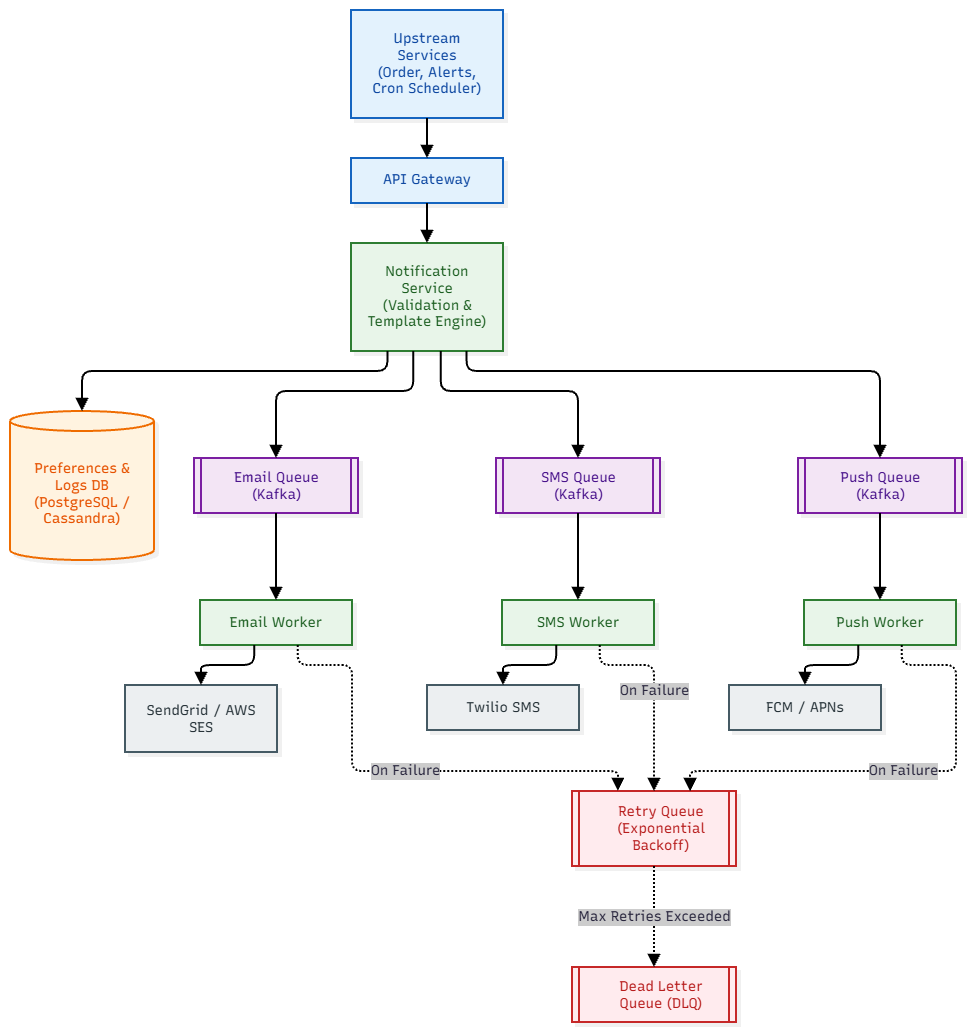 Upstream
Services
(Order, Alerts,
Cron Scheduler)
API Gateway
Notification
Service
(Validation &
Template Engine)
Preferences &
Logs DB
(PostgreSQL /
Cassandra)
Email Queue
(Kafka)
SMS Queue
(Kafka)
Push Queue
(Kafka)
Email Worker
SMS Worker
Push Worker
SendGrid / AWS
SES
Twilio SMS
FCM / APNs
On Failure
On Failure
On Failure
Retry Queue
(Exponential
Backoff)
Max Retries Exceeded
Dead Letter
Queue (DLQ)